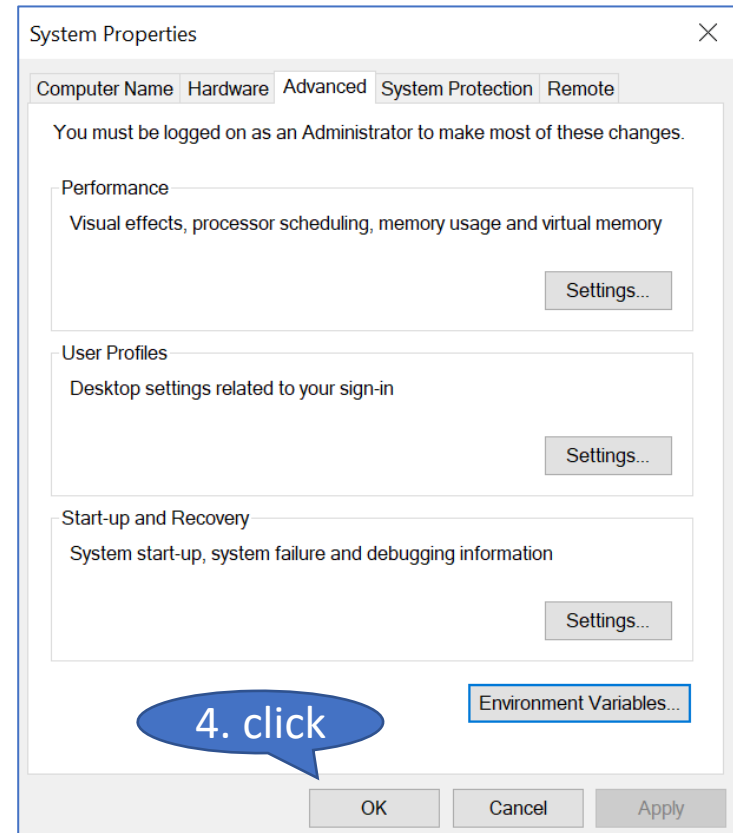 System Properties
Computer Name Hardware Advanced System Protection Remote
You must be logged on as an Administrator to make most of these changes.
Performance
Visual effects, processor scheduling, memory usage and virtual memory
Settings...
User Profiles
Desktop settings related to your sign-in
Settings...
Start-up and Recovery
System start-up, system failure and debugging information
Settings...
Environment Variables...
4. click
OK Cancel Apply